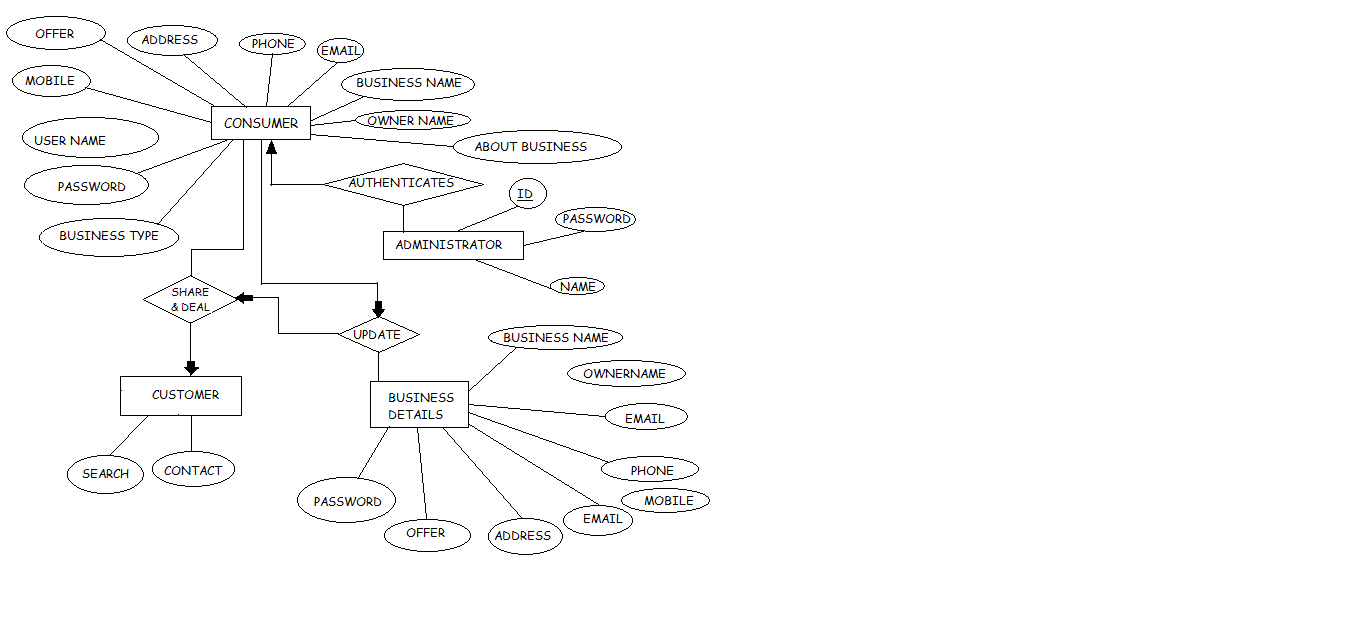 OFFER
ADDRESS
PHONE
EMAIL
MOBILE
BUSINESS NAME
CONSUMER
OWNER NAME
USER NAME
ABOUT BUSINESS
PASSWORD
AUTHENTICATES
ID
PASSWORD
BUSINESS TYPE
ADMINISTRATOR
NAME
SHARE
& DEAL
UPDATE
BUSINESS NAME
OWNERNAME
CUSTOMER
BUSINESS
DETAILS
EMAIL
SEARCH
CONTACT
PHONE
PASSWORD
MOBILE
EMAIL
OFFER
ADDRESS